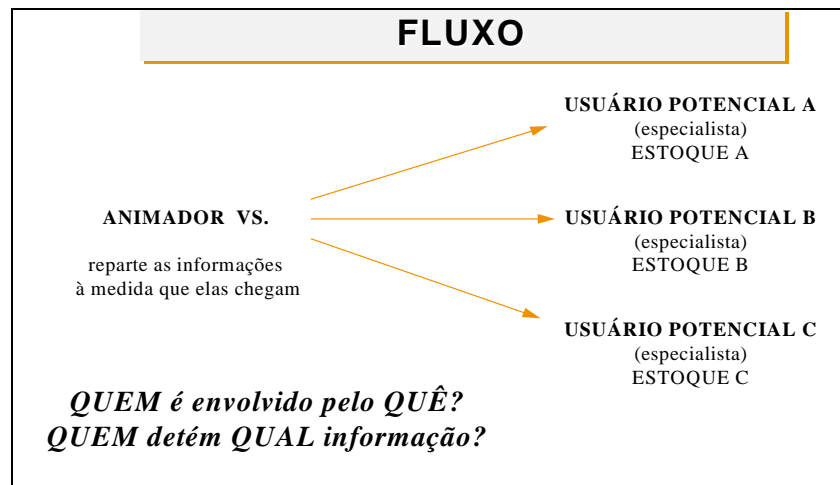 FLUXO
USUÁRIO POTENCIAL A
(especialista)
ESTOQUE A
ANIMADOR VS.
reparte as informações
à medida que elas chegam
USUÁRIO POTENCIAL B
(especialista)
ESTOQUE B
USUÁRIO POTENCIAL C
(especialista)
ESTOQUE C
QUEM é envolvido pelo QUÊ?
QUEM detém QUAL informação?